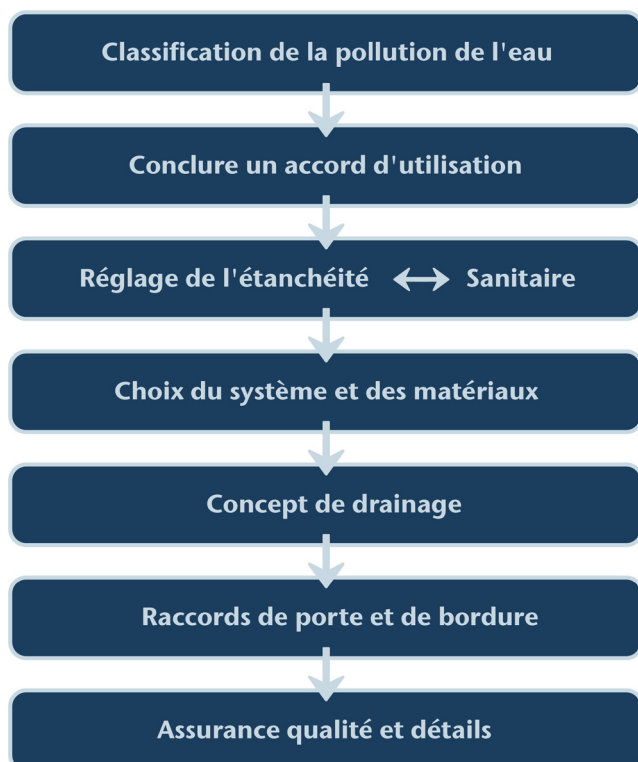 Classification de la pollution de l'eau
Conclure un accord d'utilisation
Réglage de l'étanchéité Sanitaire
Choix du système et des matériaux
Concept de drainage
Raccords de porte et de bordure
Assurance qualité et détails